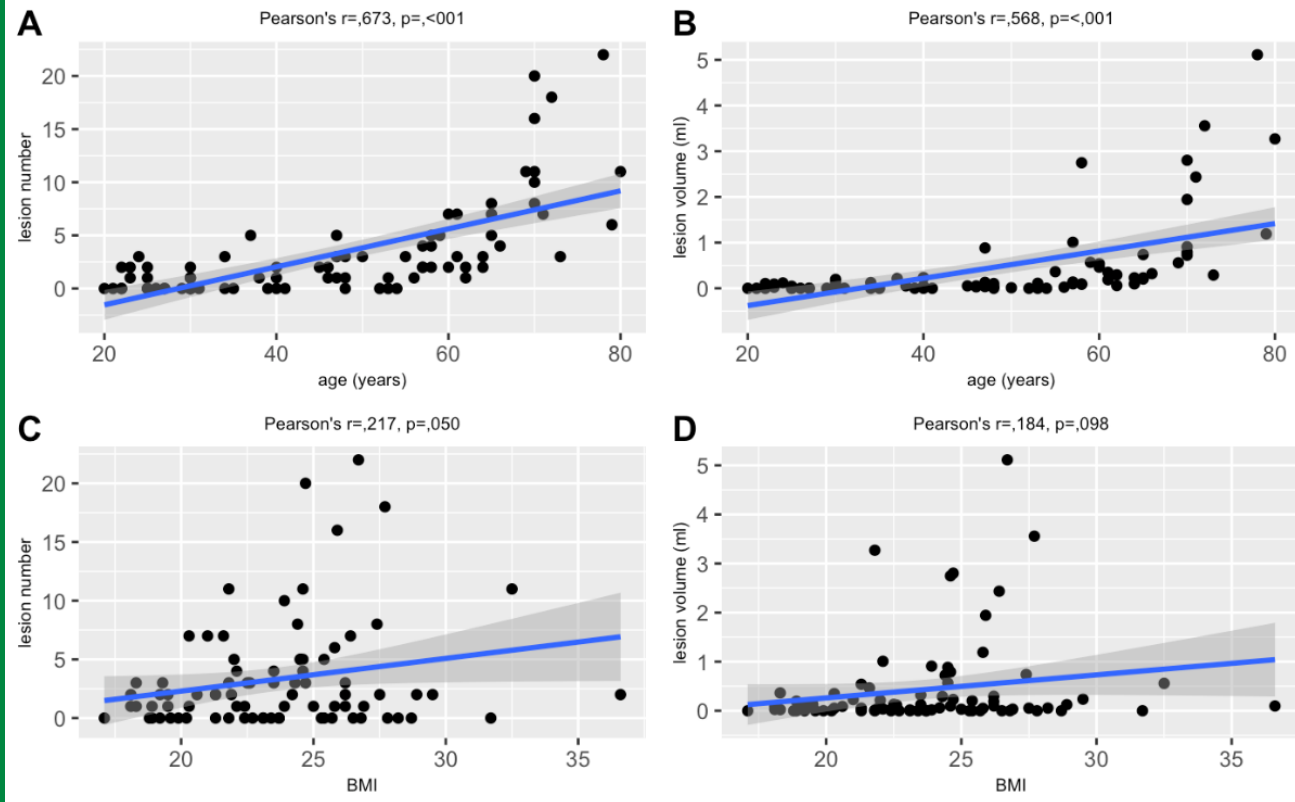 A
Pearson's r=,673, p=,<001
lesion number
20
15
10
5
0
20 40 60 80
age (years)
B
Pearson's r=,568, p=<,001
lesion volume (ml)
5
4
3
2
1
0
20 40 60 80
age (years)
C
Pearson's r=,217, p=,050
lesion number
20
15
10
5
0
20 25 30 35
BMI
D
Pearson's r=,184, p=,098
lesion volume (ml)
5
4
3
2
1
0
20 25 30 35
BMI